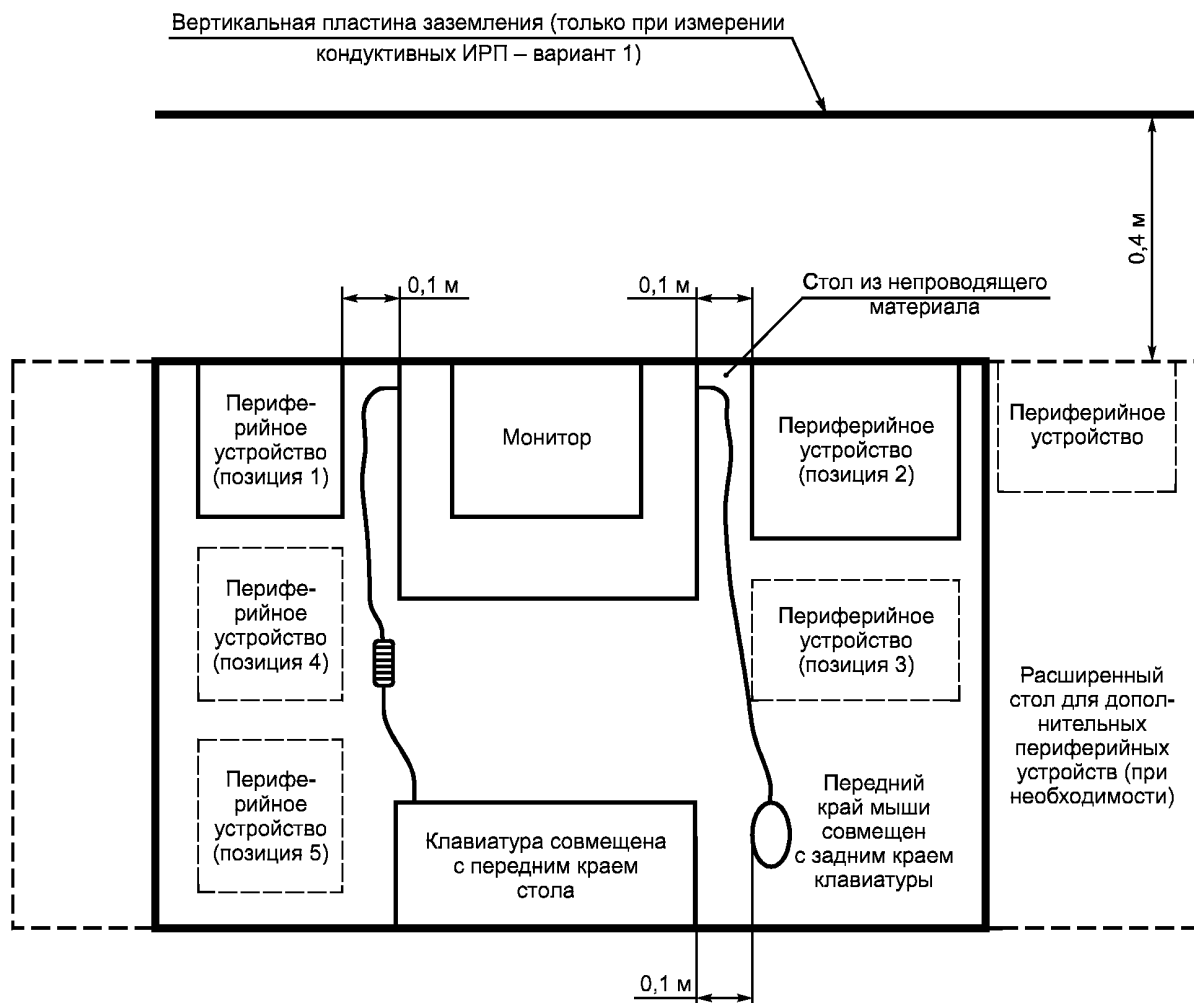 Вертикальная пластина заземления (только при измерении
кондуктивных ИРП – вариант 1)
0,4 м
0,1 м
0,1 м
Стол из непроводящего
материала
Перифе-
рийное
устройство
(позиция 1)
Монитор
Периферийное
устройство
(позиция 2)
Периферийное
устройство
Перифе-
рийное
устройство
(позиция 4)
Периферийное
устройство
(позиция 3)
Расширенный
стол для допол-
нительных
периферийных
устройств (при
необходимости)
Перифе-
рийное
устройство
(позиция 5)
Клавиатура совмещена
с передним краем
стола
Передний
край мыши
совмещен
с задним краем
клавиатуры
0,1 м